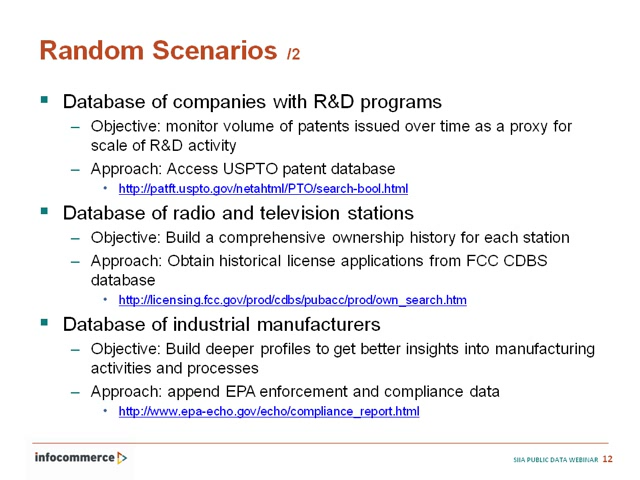 Random Scenarios /2
Database of companies with R&D programs
– Objective: monitor volume of patents issued over time as a proxy for
scale of R&D activity
– Approach: Access USPTO patent database
• http://patft.uspto.gov/netahtml/PTO/search-bool.html
Database of radio and television stations
– Objective: Build a comprehensive ownership history for each station
– Approach: Obtain historical license applications from FCC CDBS
database
• http://licensing.fcc.gov/prod/cdbs/pubacc/prod/own_search.htm
Database of industrial manufacturers
– Objective: Build deeper profiles to get better insights into manufacturing
activities and processes
– Approach: append EPA enforcement and compliance data
• http://www.epa-echo.gov/echo/compliance_report.html
infocommerce
SIIA PUBLIC DATA WEBINAR 12